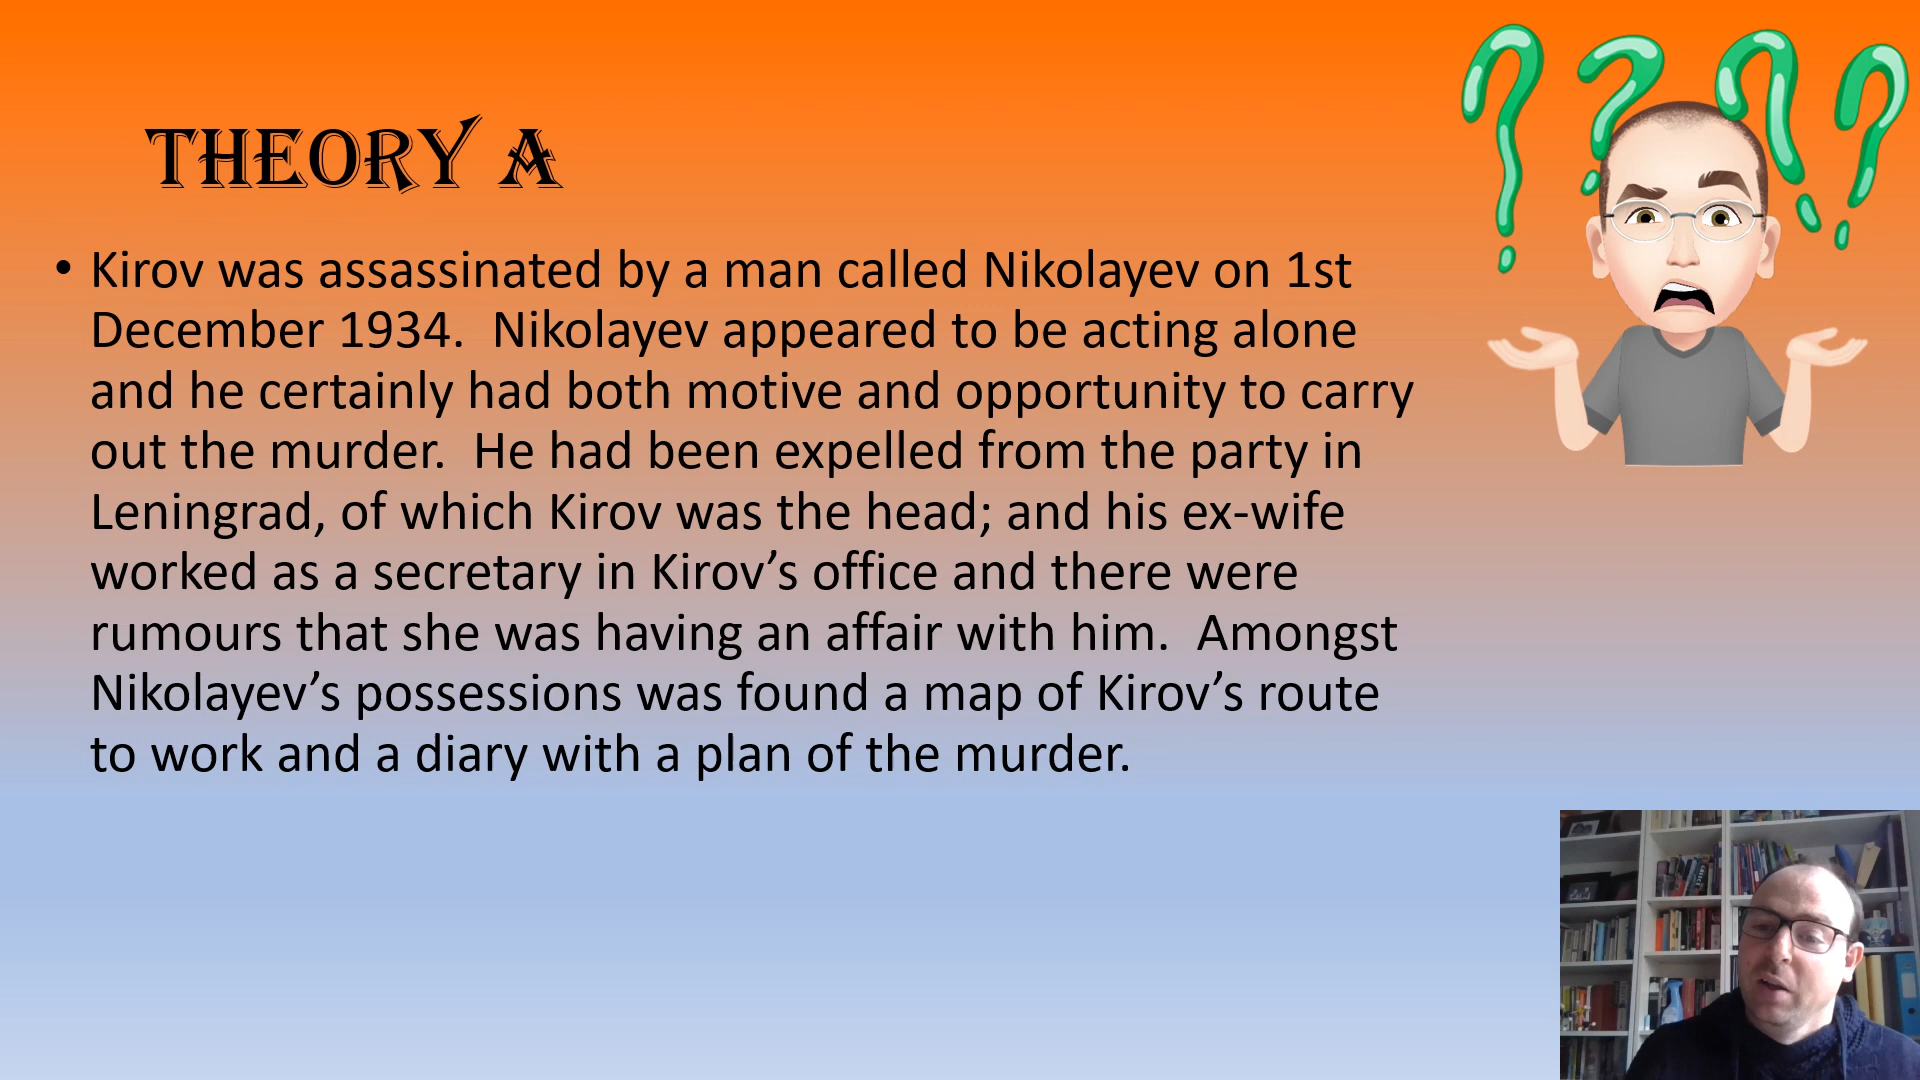 THEORY A
• Kirov was assassinated by a man called Nikolayev on 1st
December 1934.  Nikolayev appeared to be acting alone
and he certainly had both motive and opportunity to carry
out the murder.  He had been expelled from the party in
Leningrad, of which Kirov was the head; and his ex-wife
worked as a secretary in Kirov’s office and there were
rumours that she was having an affair with him.  Amongst
Nikolayev’s possessions was found a map of Kirov’s route
to work and a diary with a plan of the murder.